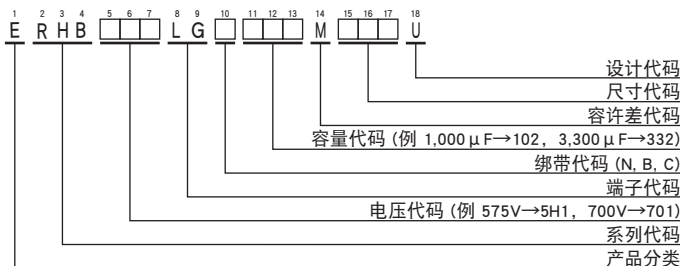 1 2 3 4 5 6 7 8 9 10 11 12 13 14 15 16 17 18
E R H B □□□ L G □ □□□ M □□□ U
设计代码
尺寸代码
容许差代码
容量代码 (例 1,000μF→102, 3,300μF→332)
绑带代码 (N, B, C)
端子代码
电压代码 (例 575V→5H1, 700V→701)
系列代码
产品分类